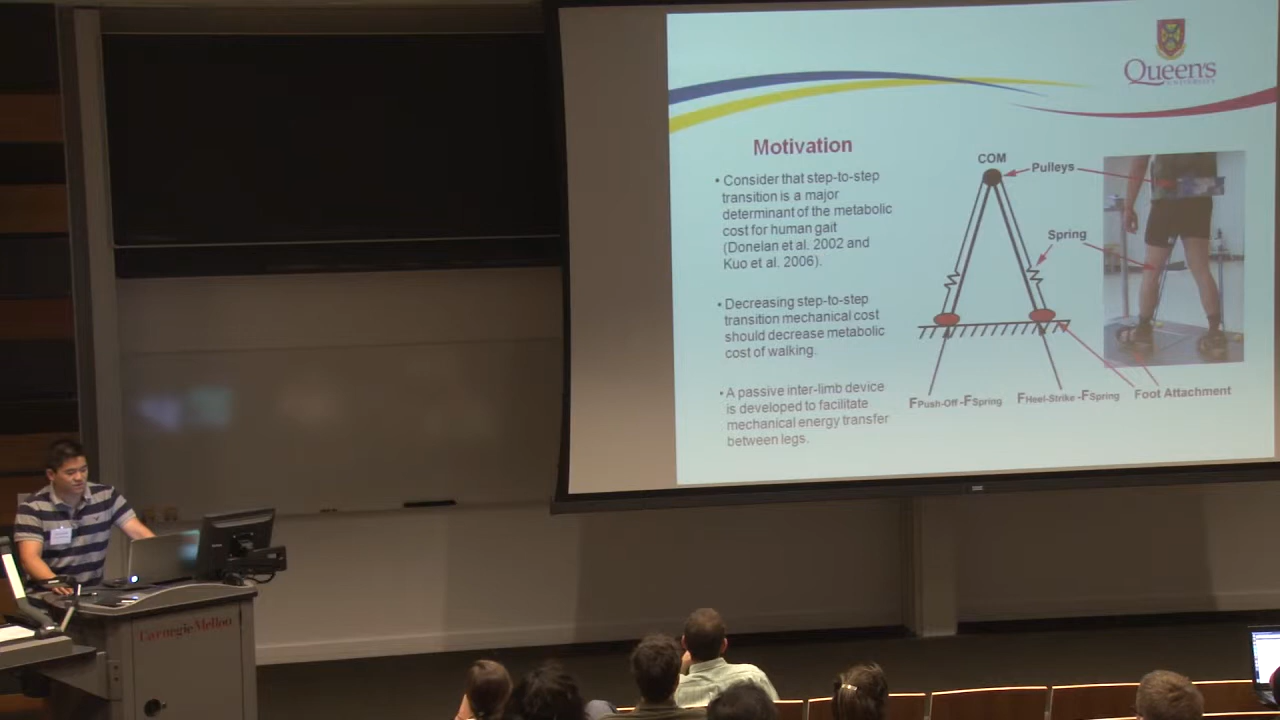 Queen's
UNIVERSITY
Motivation
• Consider that step-to-step
transition is a major
determinant of the metabolic
cost for human gait
(Donelan et al. 2002 and
Kuo et al. 2006).
• Decreasing step-to-step
transition mechanical cost
should decrease metabolic
cost of walking.
• A passive inter-limb device
is developed to facilitate
mechanical energy transfer
between legs.
COM
Pulleys
Spring
FPush-Off -FSpring
FHeel-Strike -FSpring
Foot Attachment
Carnegie Mellon